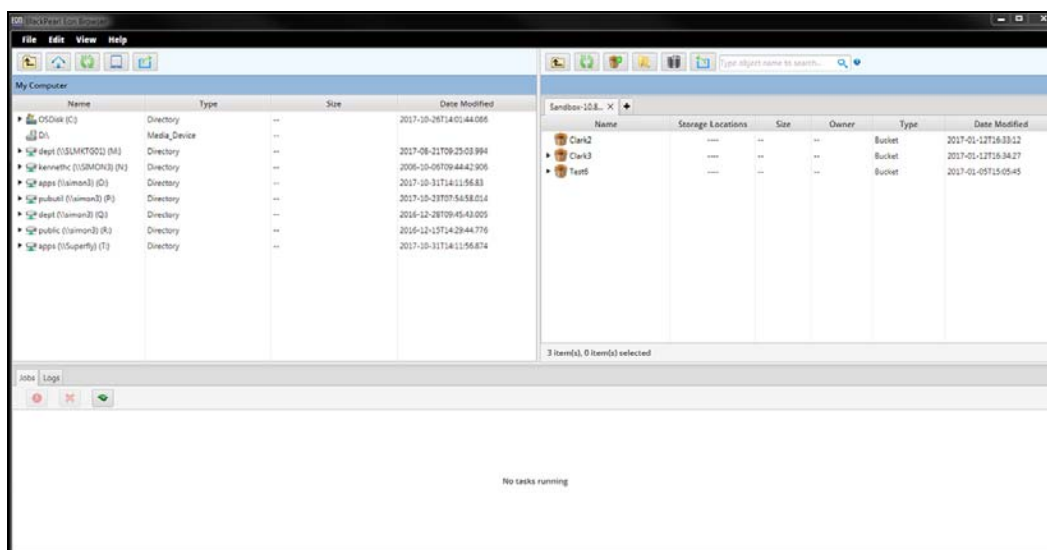 BlackPearl Eon Browser
File Edit View Help
My Computer
Name Type Size Date Modified
OSDisk (C:) Directory -- 2017-10-26T14:01:44.066
D:\ Media_Device --
dept (\\SLMKTG01) (M:) Directory -- 2017-08-21T09:25:03.994
kennethc (\\SIMON3) (N:) Directory -- 2006-10-06T09:44:42.906
apps (\\simon3) (O:) Directory -- 2017-10-31T14:11:56.83
pubutil (\\simon3) (P:) Directory -- 2017-10-23T07:54:58.014
dept (\\simon3) (Q:) Directory -- 2016-12-28T09:45:43.005
public (\\simon3) (R:) Directory -- 2016-12-15T14:29:44.776
apps (\\Superfly) (T:) Directory -- 2017-10-31T14:11:56.874
Type object name to search...
Sandbox-10.8... X +
Name Storage Locations Size Owner Type Date Modified
Clark2 ---- -- -- Bucket 2017-01-12T16:33:12
Clark3 ---- -- -- Bucket 2017-01-12T16:34:27
Test6 ---- -- -- Bucket 2017-01-05T15:05:45
3 item(s), 0 item(s) selected
Jobs Logs
No tasks running